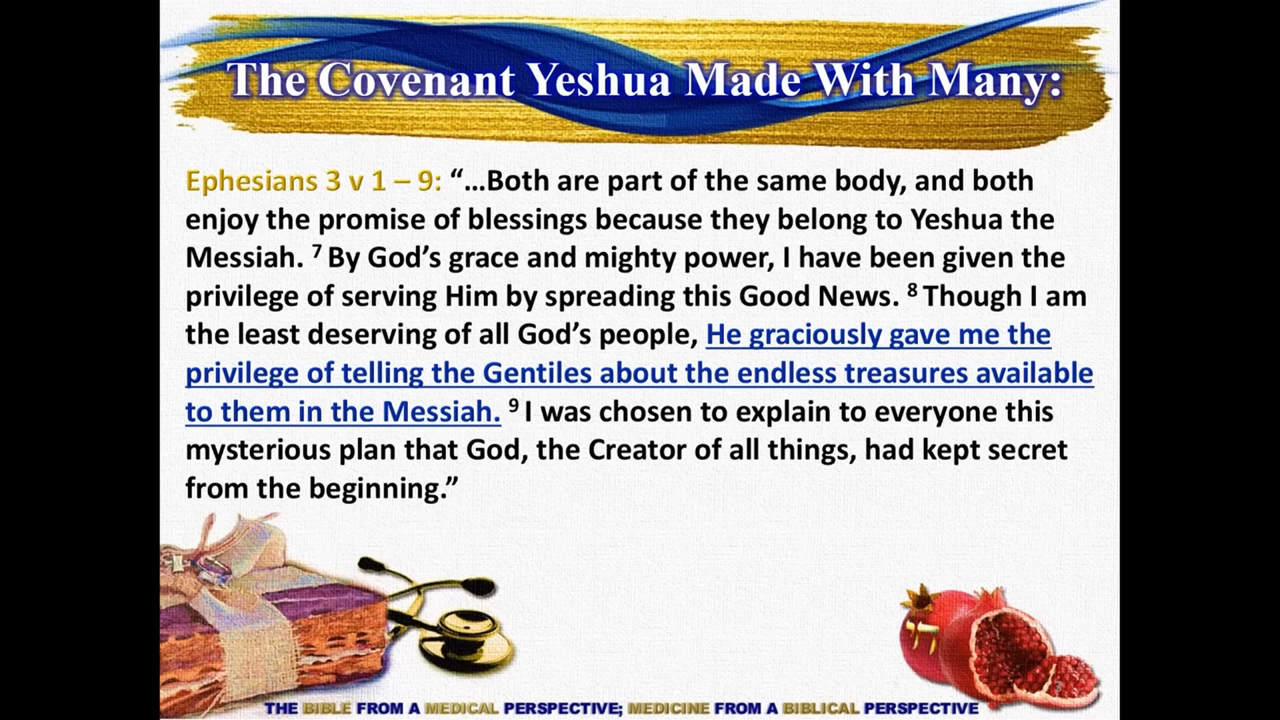 The Covenant Yeshua Made With Many:
Ephesians 3 v 1 – 9: “…Both are part of the same body, and both
enjoy the promise of blessings because they belong to Yeshua the
Messiah. ⁷ By God’s grace and mighty power, I have been given the
privilege of serving Him by spreading this Good News. ⁸ Though I am
the least deserving of all God’s people, He graciously gave me the
privilege of telling the Gentiles about the endless treasures available
to them in the Messiah. ⁹ I was chosen to explain to everyone this
mysterious plan that God, the Creator of all things, had kept secret
from the beginning.”
חי
THE BIBLE FROM A MEDICAL PERSPECTIVE; MEDICINE FROM A BIBLICAL PERSPECTIVE